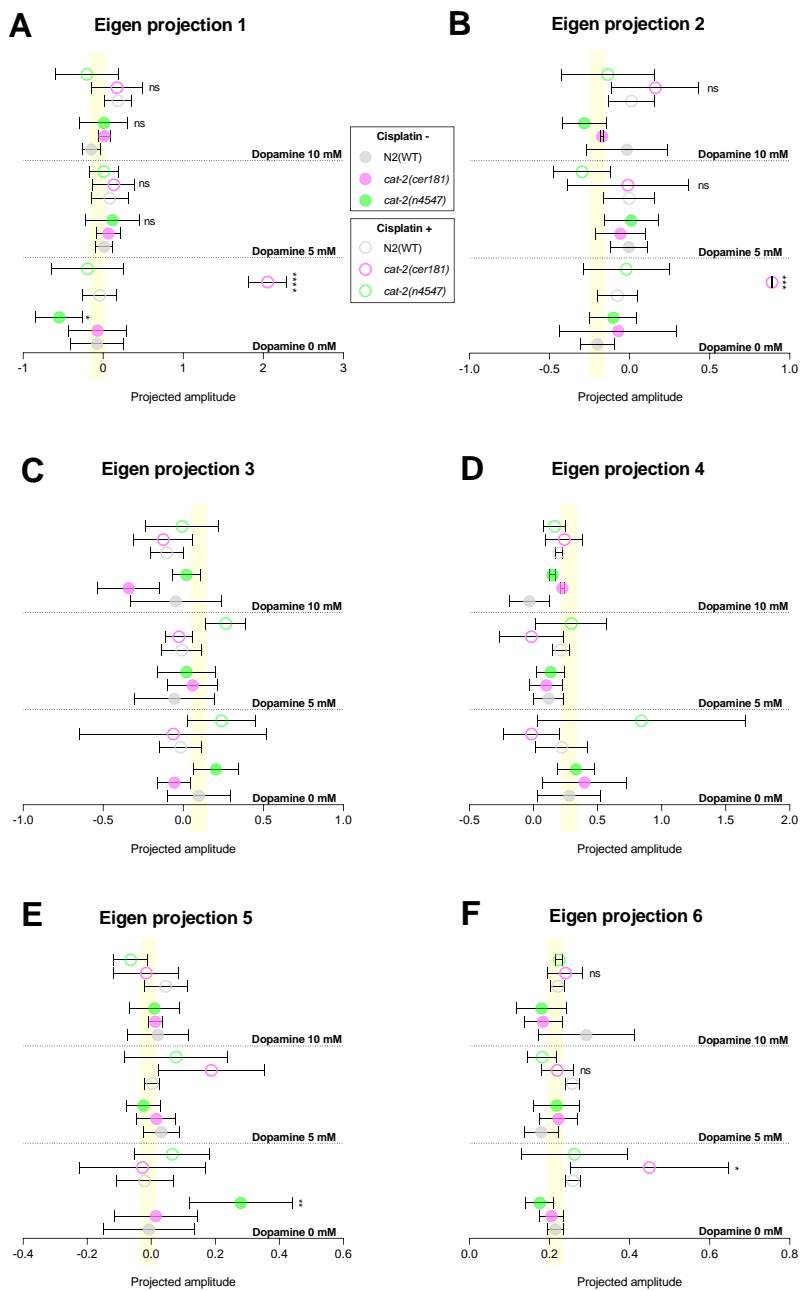 A
Eigen projection 1
ns
ns
Dopamine 10 mM
ns
ns
Dopamine 5 mM
****
*
Dopamine 0 mM
-1
0
1
2
3
Projected amplitude
Cisplatin -
N2(WT)
cat-2(cer181)
cat-2(n4547)
Cisplatin +
N2(WT)
cat-2(cer181)
cat-2(n4547)
B
Eigen projection 2
ns
Dopamine 10 mM
ns
Dopamine 5 mM
***
Dopamine 0 mM
-1.0
-0.5
0.0
0.5
1.0
Projected amplitude
C
Eigen projection 3
Dopamine 10 mM
Dopamine 5 mM
Dopamine 0 mM
-1.0
-0.5
0.0
0.5
1.0
Projected amplitude
D
Eigen projection 4
Dopamine 10 mM
Dopamine 5 mM
Dopamine 0 mM
-0.5
0.0
0.5
1.0
1.5
2.0
Projected amplitude
E
Eigen projection 5
Dopamine 10 mM
Dopamine 5 mM
**
Dopamine 0 mM
-0.4
-0.2
0.0
0.2
0.4
0.6
Projected amplitude
F
Eigen projection 6
ns
Dopamine 10 mM
ns
Dopamine 5 mM
*
Dopamine 0 mM
0.0
0.2
0.4
0.6
0.8
Projected amplitude